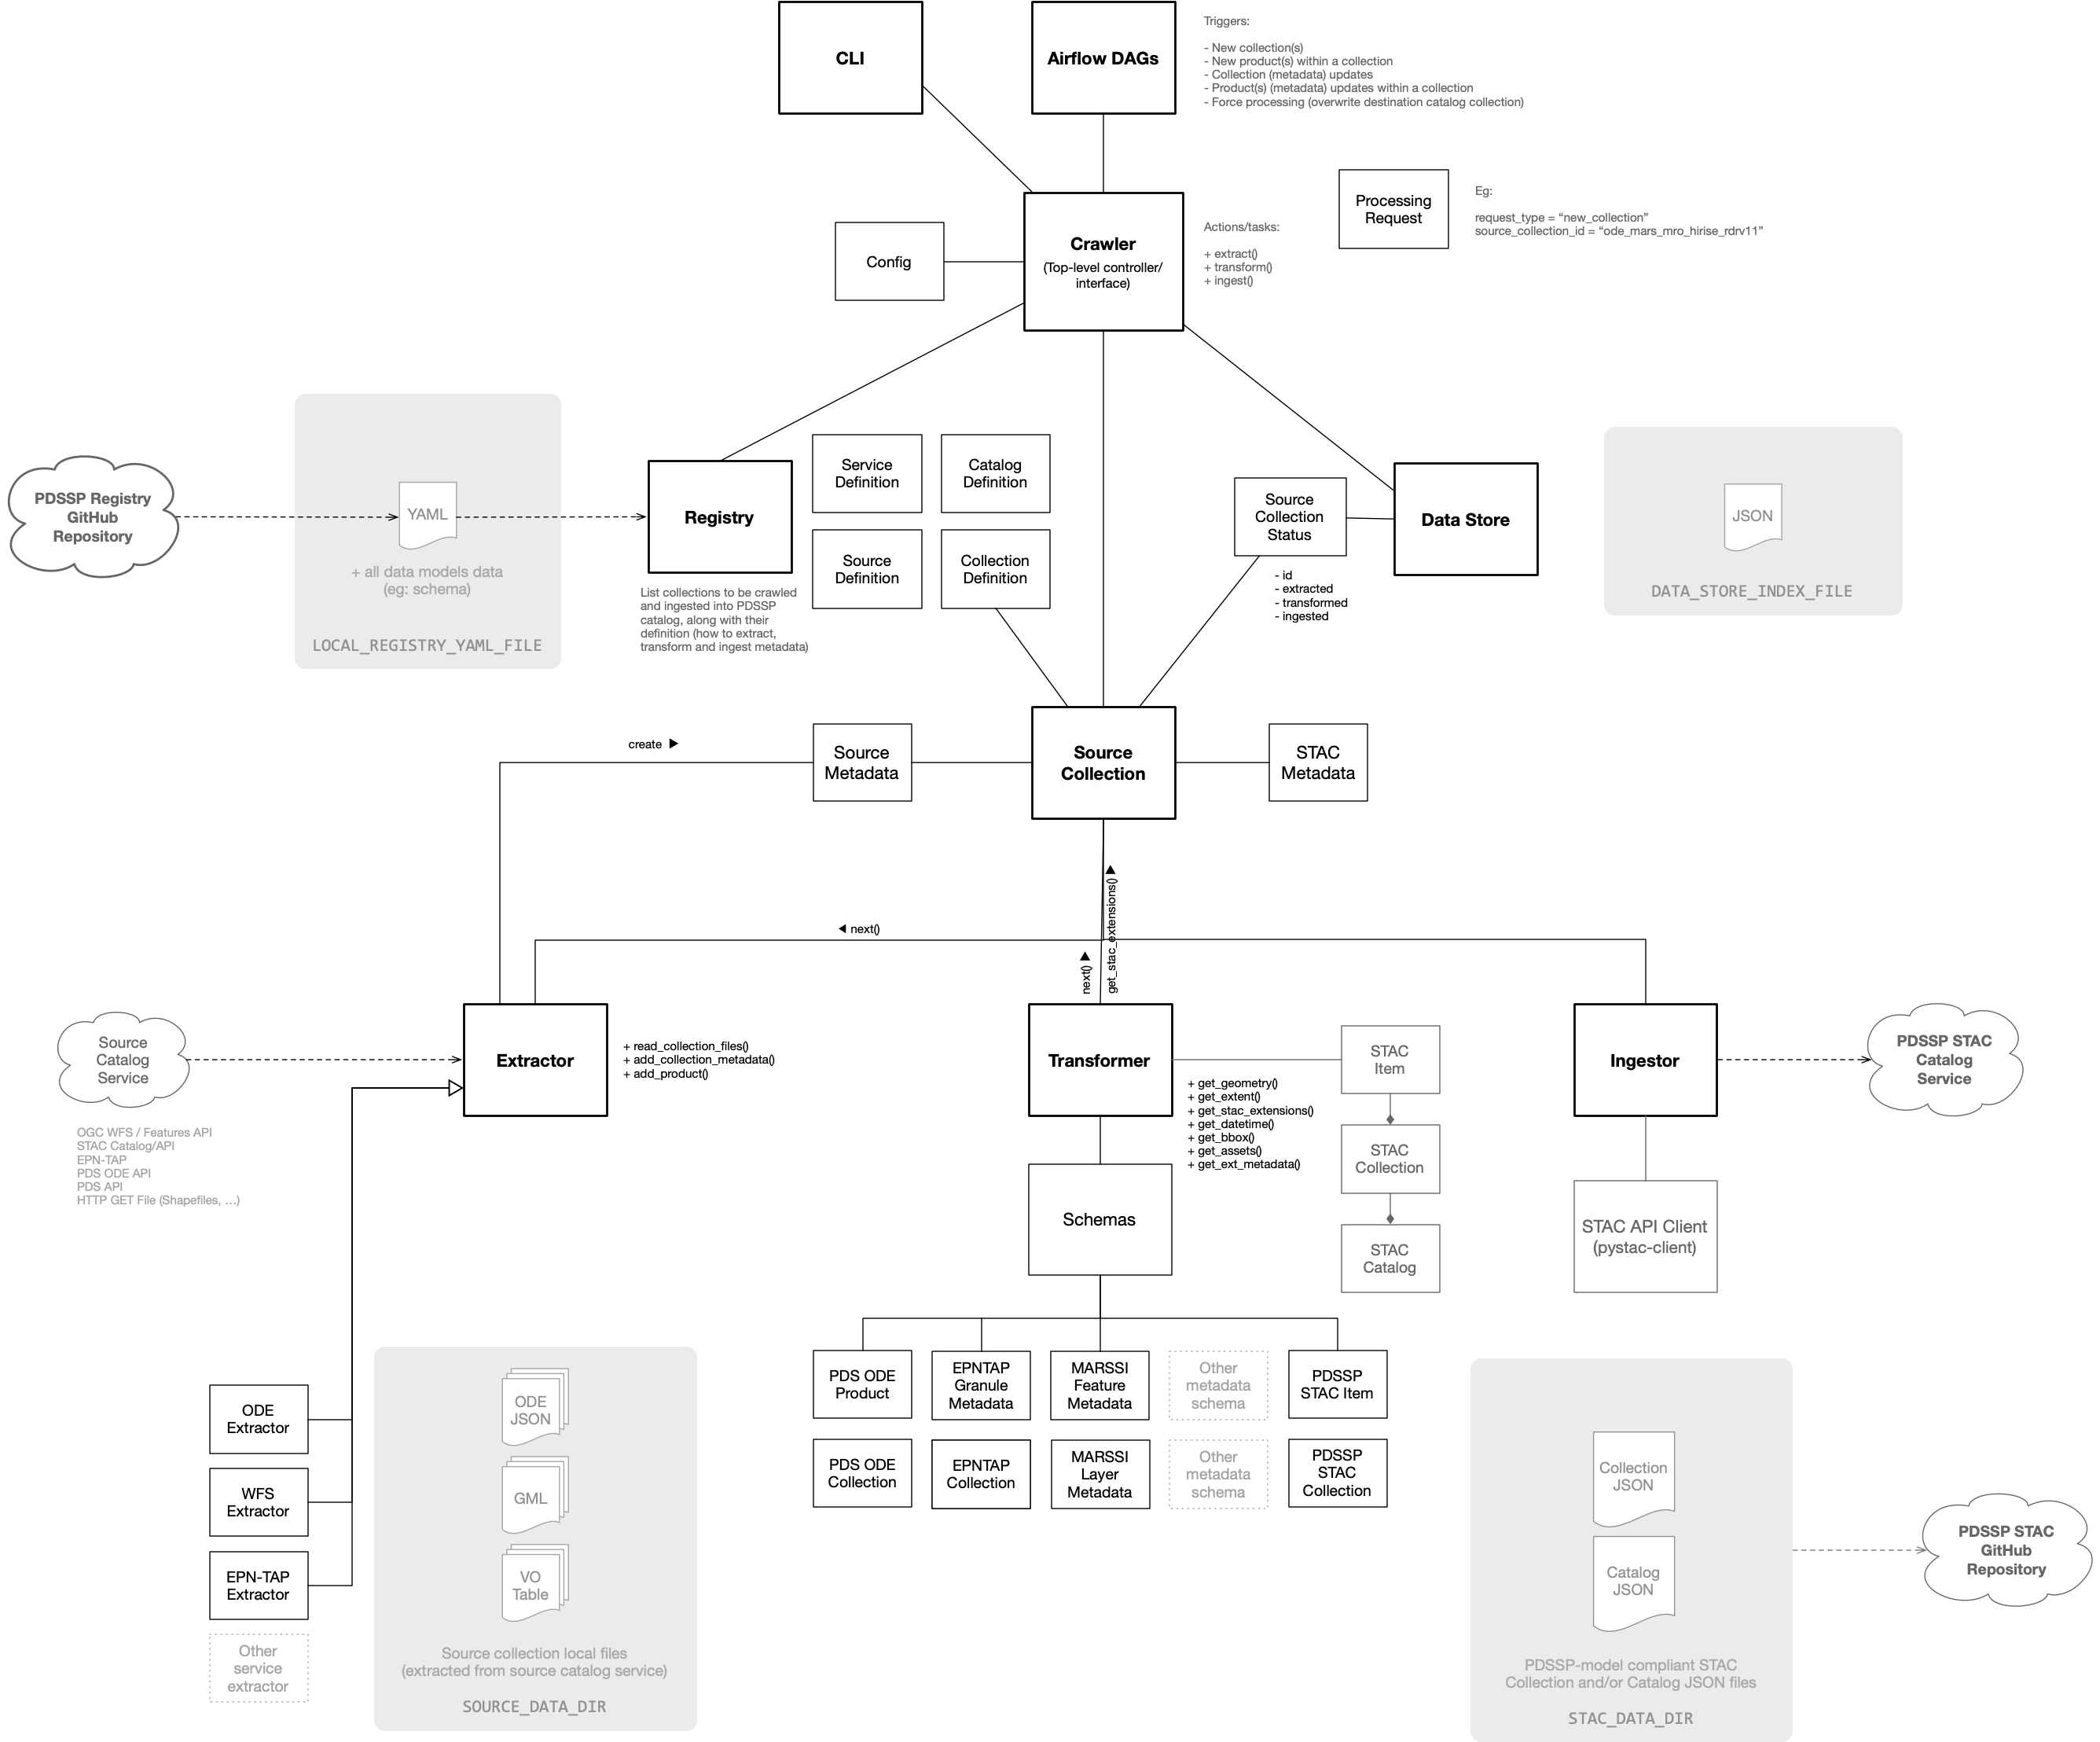 CLI
Airflow DAGs
Triggers:
- New collection(s)
- New product(s) within a collection
- Collection (metadata) updates
- Product(s) (metadata) updates within a collection
- Force processing (overwrite destination catalog collection)
Processing
Request
Eg:
request_type = “new_collection”
source_collection_id = “ode_mars_mro_hirise_rdrv11”
Config
Crawler
(Top-level controller/
interface)
Actions/tasks:
+ extract()
+ transform()
+ ingest()
PDSSP Registry
GitHub
Repository
YAML
+ all data models data
(eg: schema)
LOCAL_REGISTRY_YAML_FILE
Registry
List collections to be crawled
and ingested into PDSSP
catalog, along with their
definition (how to extract,
transform and ingest metadata)
Service
Definition
Catalog
Definition
Source
Definition
Collection
Definition
Source
Collection
Status
- id
- extracted
- transformed
- ingested
Data Store
JSON
DATA_STORE_INDEX_FILE
create ▶
Source
Metadata
Source
Collection
STAC
Metadata
◀ next()
next() ▶
get_stac_extensions() ▶
Source
Catalog
Service
OGC WFS / Features API
STAC Catalog/API
EPN-TAP
PDS ODE API
PDS API
HTTP GET File (Shapefiles, …)
Extractor
+ read_collection_files()
+ add_collection_metadata()
+ add_product()
Transformer
+ get_geometry()
+ get_extent()
+ get_stac_extensions()
+ get_datetime()
+ get_bbox()
+ get_assets()
+ get_ext_metadata()
STAC
Item
STAC
Collection
STAC
Catalog
Ingestor
PDSSP STAC
Catalog
Service
STAC API Client
(pystac-client)
Schemas
PDS ODE
Product
EPNTAP
Granule
Metadata
MARSSI
Feature
Metadata
Other
metadata
schema
PDSSP
STAC Item
PDS ODE
Collection
EPNTAP
Collection
MARSSI
Layer
Metadata
Other
metadata
schema
PDSSP
STAC
Collection
ODE
Extractor
WFS
Extractor
EPN-TAP
Extractor
Other
service
extractor
ODE
JSON
GML
VO
Table
Source collection local files
(extracted from source catalog service)
SOURCE_DATA_DIR
Collection
JSON
Catalog
JSON
PDSSP-model compliant STAC
Collection and/or Catalog JSON files
STAC_DATA_DIR
PDSSP STAC
GitHub
Repository